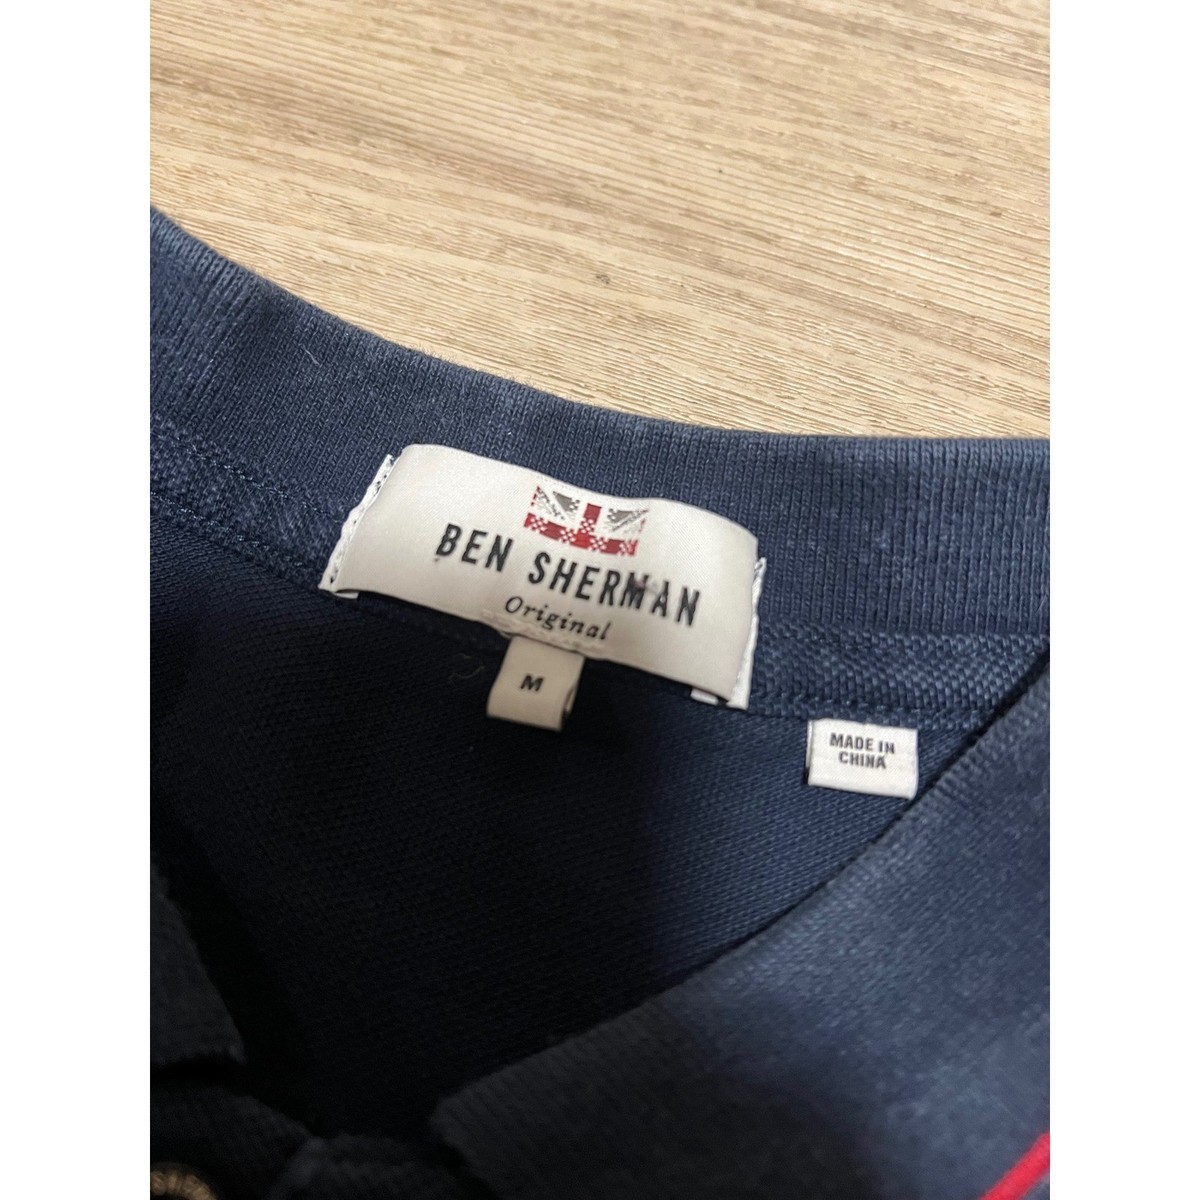 BEN SHERMAN
Original
M
MADE IN
CHINA